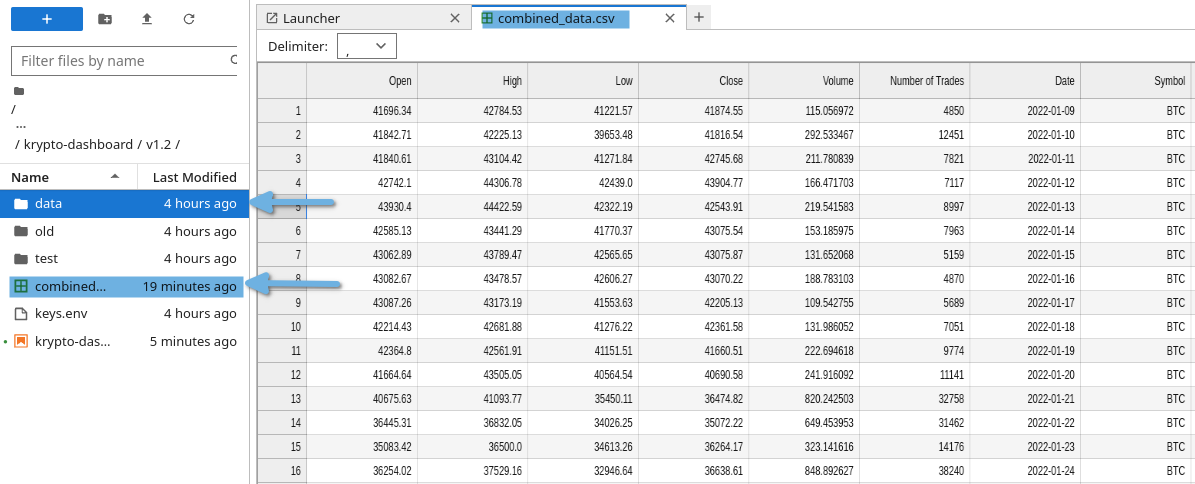 +
Filter files by name
/
...
/ krypto-dashboard / v1.2 /
Name Last Modified
data 4 hours ago
old 4 hours ago
test 4 hours ago
combined... 19 minutes ago
keys.env 4 hours ago
krypto-das... 5 minutes ago
Launcher
combined_data.csv
+
Delimiter: ,
Open High Low Close Volume Number of Trades Date Symbol
1 41696.34 42784.53 41221.57 41874.55 115.056972 4850 2022-01-09 BTC
2 41842.71 42225.13 39653.48 41816.54 292.533467 12451 2022-01-10 BTC
3 41840.61 43104.42 41271.84 42745.68 211.780839 7821 2022-01-11 BTC
4 42742.1 44306.78 42439.0 43904.77 166.471703 7117 2022-01-12 BTC
5 43930.4 44422.59 42322.19 42543.91 219.541583 8997 2022-01-13 BTC
6 42585.13 43441.29 41770.37 43075.54 153.185975 7963 2022-01-14 BTC
7 43062.89 43789.47 42565.65 43075.87 131.652068 5159 2022-01-15 BTC
8 43082.67 43478.57 42606.27 43070.22 188.783103 4870 2022-01-16 BTC
9 43087.26 43173.19 41553.63 42205.13 109.542755 5689 2022-01-17 BTC
10 42214.43 42681.88 41276.22 42361.58 131.986052 7051 2022-01-18 BTC
11 42364.8 42561.91 41151.51 41660.51 222.694618 9774 2022-01-19 BTC
12 41664.64 43505.05 40564.54 40690.58 241.916092 11141 2022-01-20 BTC
13 40675.63 41093.77 35450.11 36474.82 820.242503 32758 2022-01-21 BTC
14 36445.31 36832.05 34026.25 35072.22 649.453953 31462 2022-01-22 BTC
15 35083.42 36500.0 34613.26 36264.17 323.141616 14176 2022-01-23 BTC
16 36254.02 37529.16 32946.64 36638.61 848.892627 38240 2022-01-24 BTC